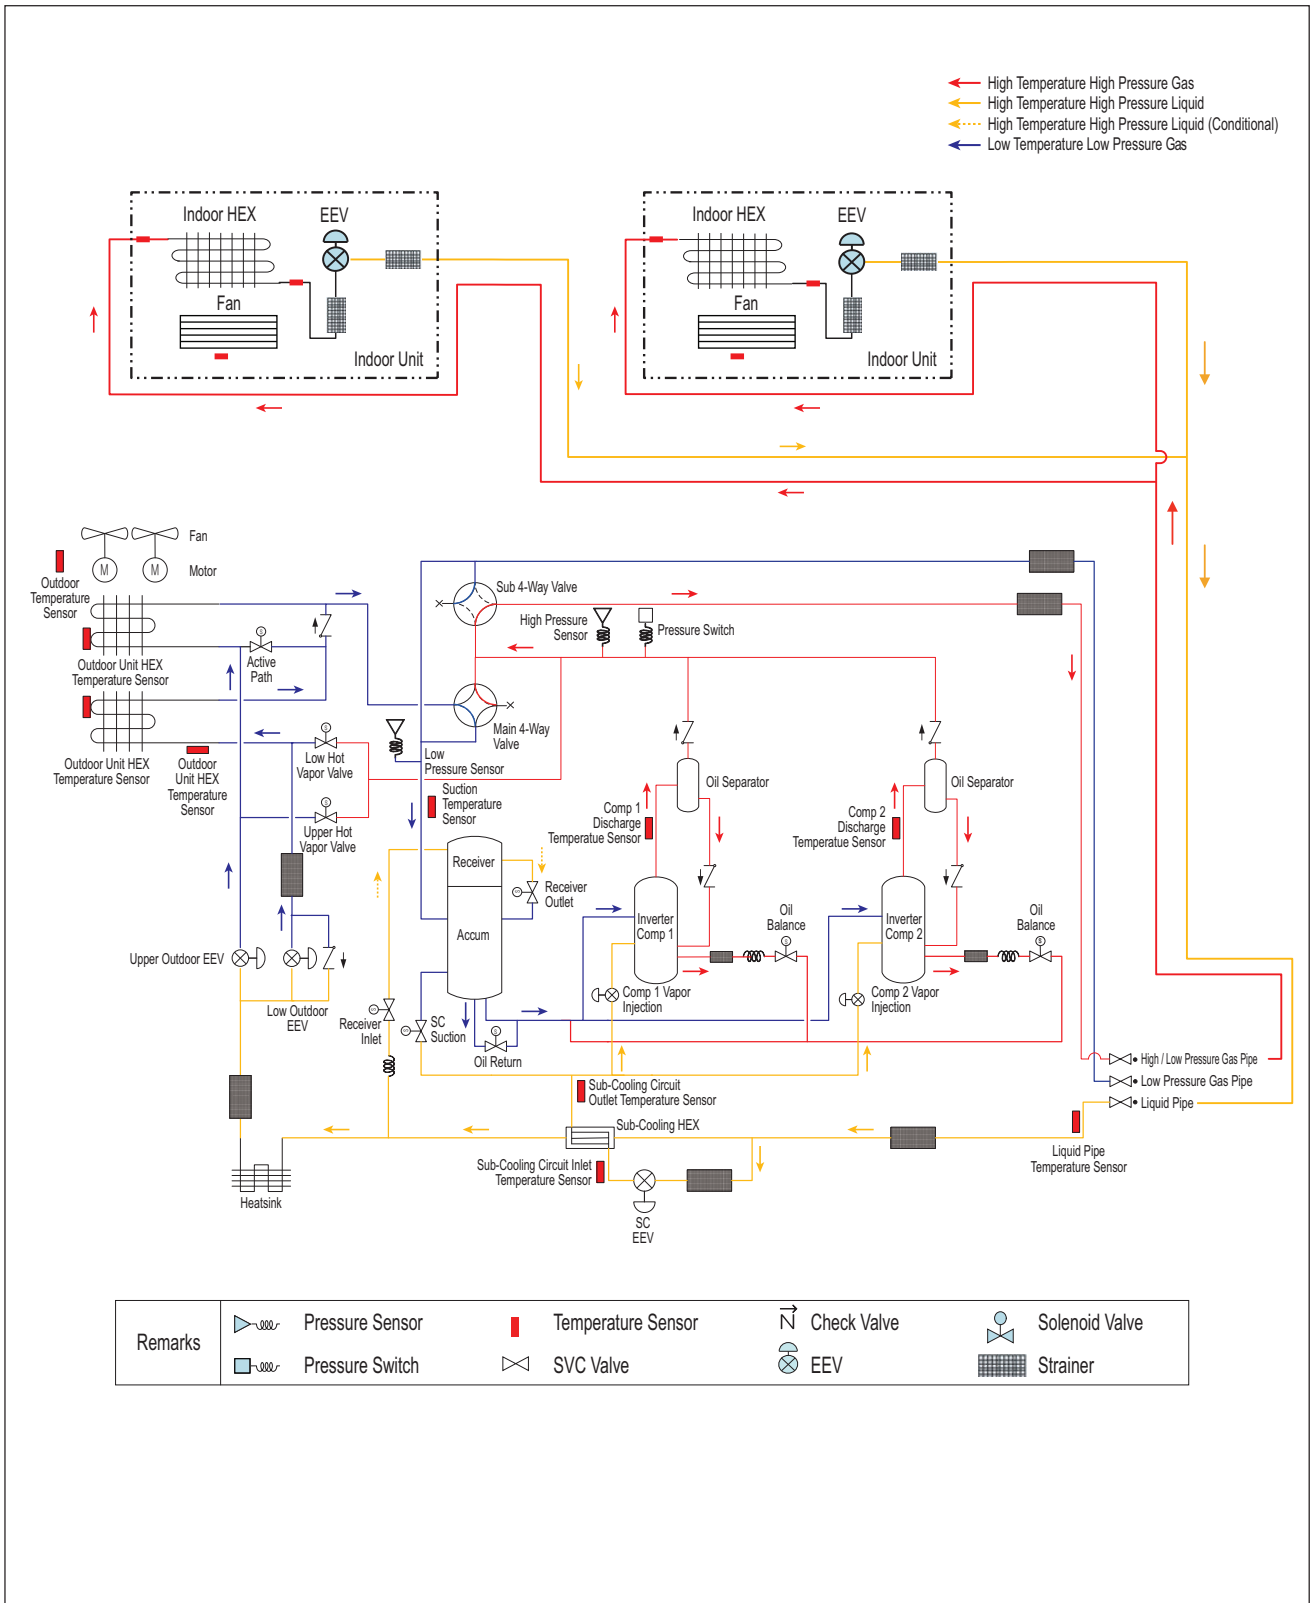 High Temperature High Pressure Gas
High Temperature High Pressure Liquid
High Temperature High Pressure Liquid (Conditional)
Low Temperature Low Pressure Gas
Indoor HEX
EEV
Fan
Indoor Unit
Indoor HEX
EEV
Fan
Indoor Unit
Fan
M
M
Motor
Outdoor
Temperature
Sensor
Outdoor Unit HEX
Temperature Sensor
S
Active
Path
Outdoor Unit HEX
Temperature Sensor
Outdoor
Unit HEX
Temperature
Sensor
S
Low Hot
Vapor Valve
S
Upper Hot
Vapor Valve
Sub 4-Way Valve
High Pressure
Sensor
Pressure Switch
Main 4-Way
Valve
Low
Pressure Sensor
Suction
Temperature
Sensor
Oil Separator
Oil Separator
Comp 1
Discharge
Temperatue Sensor
Comp 2
Discharge
Temperatue Sensor
Receiver
S
Receiver
Outlet
Accum
Inverter
Comp 1
Oil
Balance
S
Inverter
Comp 2
Oil
Balance
S
Upper Outdoor EEV
Low Outdoor
EEV
S
Receiver
Inlet
S
SC
Suction
S
Oil Return
Comp 1 Vapor
Injection
Comp 2 Vapor
Injection
High / Low Pressure Gas Pipe
Low Pressure Gas Pipe
Liquid Pipe
Sub-Cooling Circuit
Outlet Temperature Sensor
Sub-Cooling HEX
Sub-Cooling Circuit Inlet
Temperature Sensor
SC
EEV
Liquid Pipe
Temperature Sensor
Heatsink
Remarks
Pressure Sensor
Temperature Sensor
Check Valve
Solenoid Valve
Pressure Switch
SVC Valve
EEV
Strainer